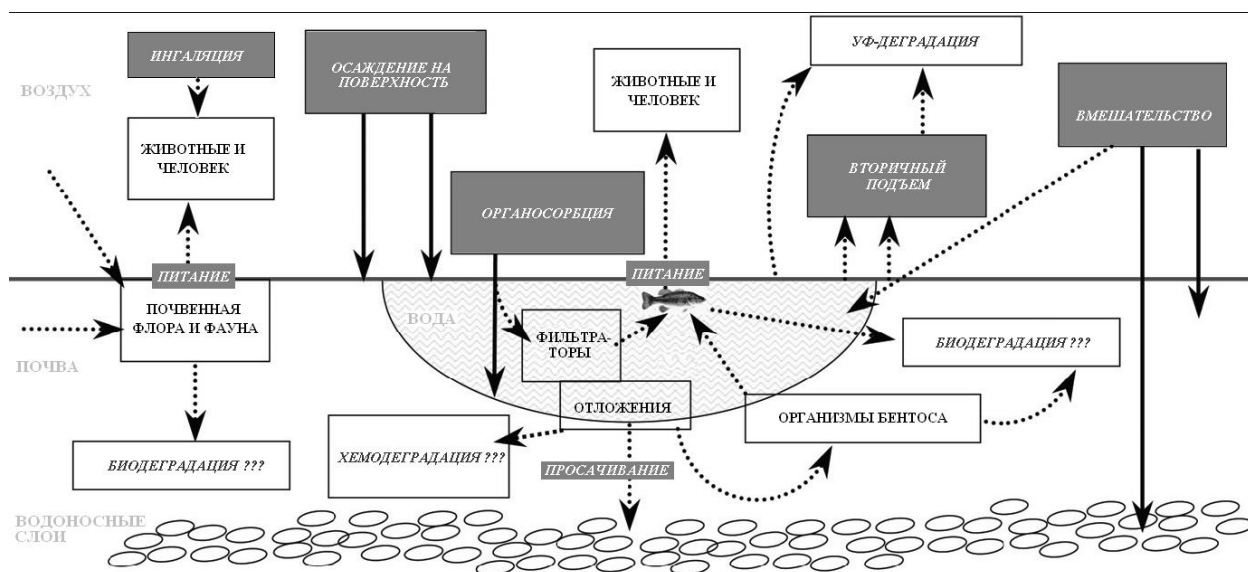 ИНГАЛЯЦИЯ
ОСАЖДЕНИЕ НА
ПОВЕРХНОСТЬ
ЖИВОТНЫЕ И
ЧЕЛОВЕК
УФ-ДЕГРАДАЦИЯ
ВОЗДУХ
ВМЕШАТЕЛЬСТВО
ЖИВОТНЫЕ И
ЧЕЛОВЕК
ВТОРИЧНЫЙ
ПОДЪЕМ
ОРГАНОСОРБЦИЯ
ПИТАНИЕ
ПИТАНИЕ
ПОЧВЕННАЯ
ФЛОРА И ФАУНА
ВОДА
ФИЛЬТРА-
ТОРЫ
БИОДЕГРАДАЦИЯ ???
ПОЧВА
ОТЛОЖЕНИЯ
ОРГАНИЗМЫ БЕНТОСА
БИОДЕГРАДАЦИЯ ???
ХЕМОДЕГРАДАЦИЯ ???
ПРОСАЧИВАНИЕ
ВОДОНОСНЫЕ
СЛОИ